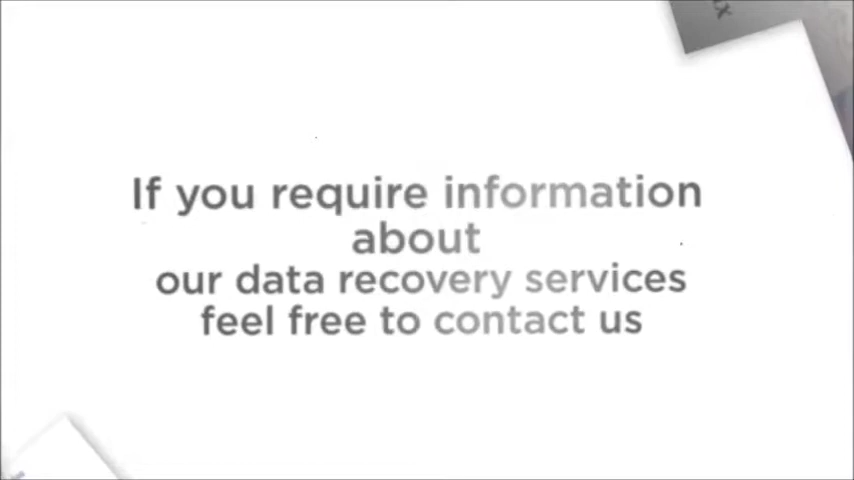 If you require information
about
our data recovery services
feel free to contact us